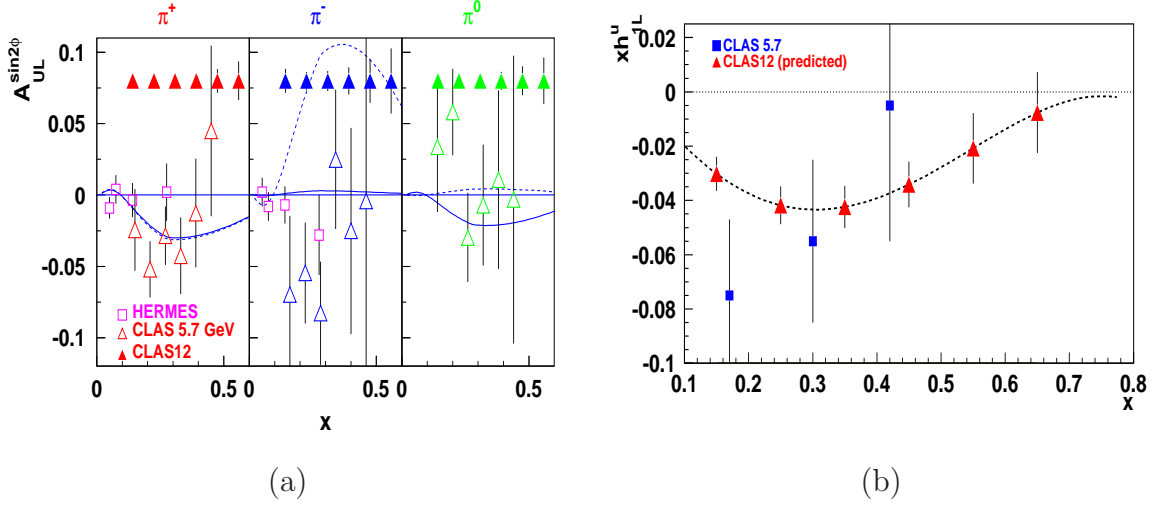 π+ π- π0
A UL sin2ϕ
0.1
0.05
0
-0.05
-0.1
HERMES
CLAS 5.7 GeV
CLAS12
0 0.5 0 0.5 0 0.5
x
(a)
xh u 1L
CLAS 5.7
CLAS12 (predicted)
0.02
0
-0.02
-0.04
-0.06
-0.08
-0.1
0.1 0.2 0.3 0.4 0.5 0.6 0.7 0.8
x
(b)